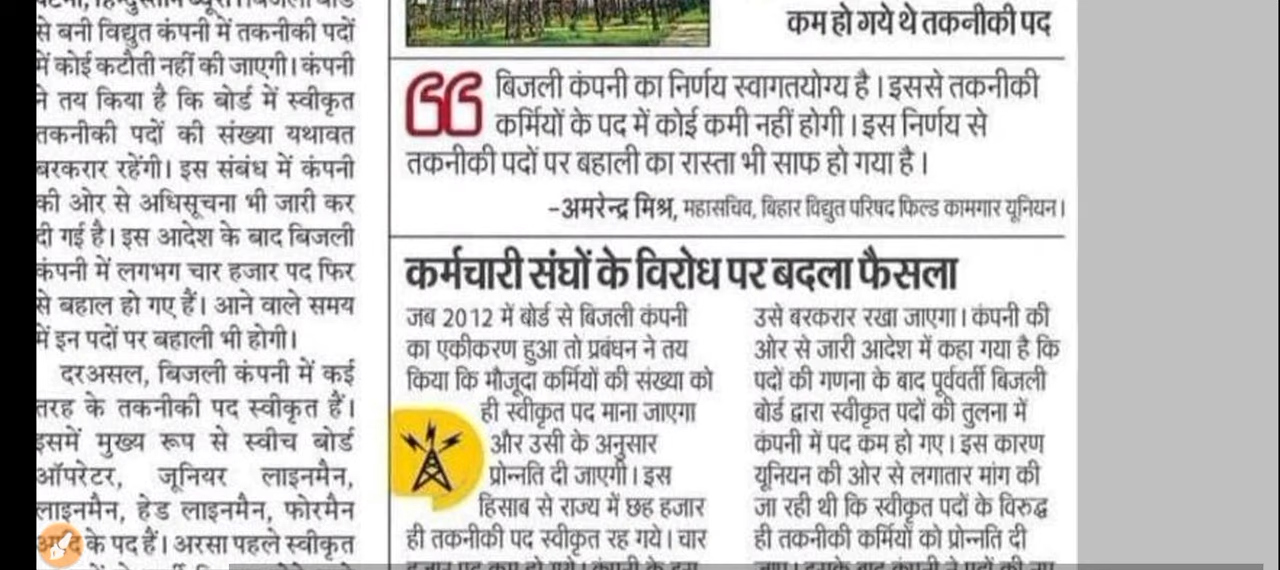 से बनी विद्युत कंपनी में तकनीकी पदों
में कोई कटौती नहीं की जाएगी। कंपनी
ने तय किया है कि बोर्ड में स्वीकृत
तकनीकी पदों की संख्या यथावत
बरकरार रहेंगी। इस संबंध में कंपनी
की ओर से अधिसूचना भी जारी कर
दी गई है। इस आदेश के बाद बिजली
कंपनी में लगभग चार हजार पद फिर
से बहाल हो गए हैं। आने वाले समय
में इन पदों पर बहाली भी होगी।
दरअसल, बिजली कंपनी में कई
तरह के तकनीकी पद स्वीकृत हैं।
इसमें मुख्य रूप से स्वीच बोर्ड
ऑपरेटर, जूनियर लाइनमैन,
लाइनमैन, हेड लाइनमैन, फोरमैन
के पद हैं। अरसा पहले स्वीकृत
कम हो गये थे तकनीकी पद
बिजली कंपनी का निर्णय स्वागतयोग्य है। इससे तकनीकी
कर्मियों के पद में कोई कमी नहीं होगी। इस निर्णय से
तकनीकी पदों पर बहाली का रास्ता भी साफ हो गया है।
-अमरेन्द्र मिश्र, महासचिव, बिहार विद्युत परिषद फिल्ड कामगार यूनियन।
कर्मचारी संघों के विरोध पर बदला फैसला
जब 2012 में बोर्ड से बिजली कंपनी
का एकीकरण हुआ तो प्रबंधन ने तय
किया कि मौजूदा कर्मियों की संख्या को
ही स्वीकृत पद माना जाएगा
और उसी के अनुसार
प्रोन्नति दी जाएगी। इस
हिसाब से राज्य में छह हजार
ही तकनीकी पद स्वीकृत रह गये। चार
उसे बरकरार रखा जाएगा। कंपनी की
ओर से जारी आदेश में कहा गया है कि
पदों की गणना के बाद पूर्ववर्ती बिजली
बोर्ड द्वारा स्वीकृत पदों की तुलना में
कंपनी में पद कम हो गए। इस कारण
यूनियन की ओर से लगातार मांग की
जा रही थी कि स्वीकृत पदों के विरुद्ध
ही तकनीकी कर्मियों को प्रोन्नति दी